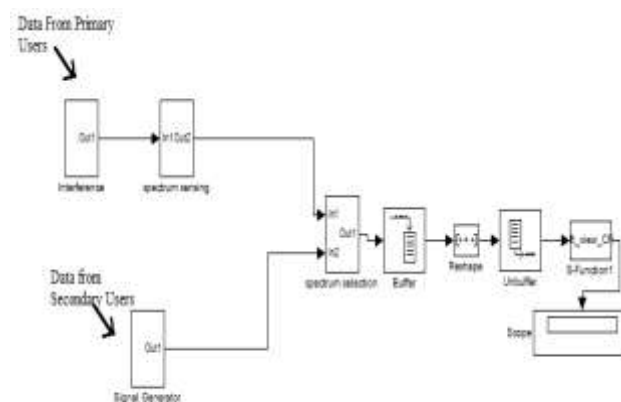 Data From Primary
Users
Out1
Interference
In1 Out2
spectrum sensing
In1
In2
Out1
spectrum selection
Buffer
Reshape
Unbuffer
S-Function1
Scope
Data from
Secondary Users
Out1
Signal Generator